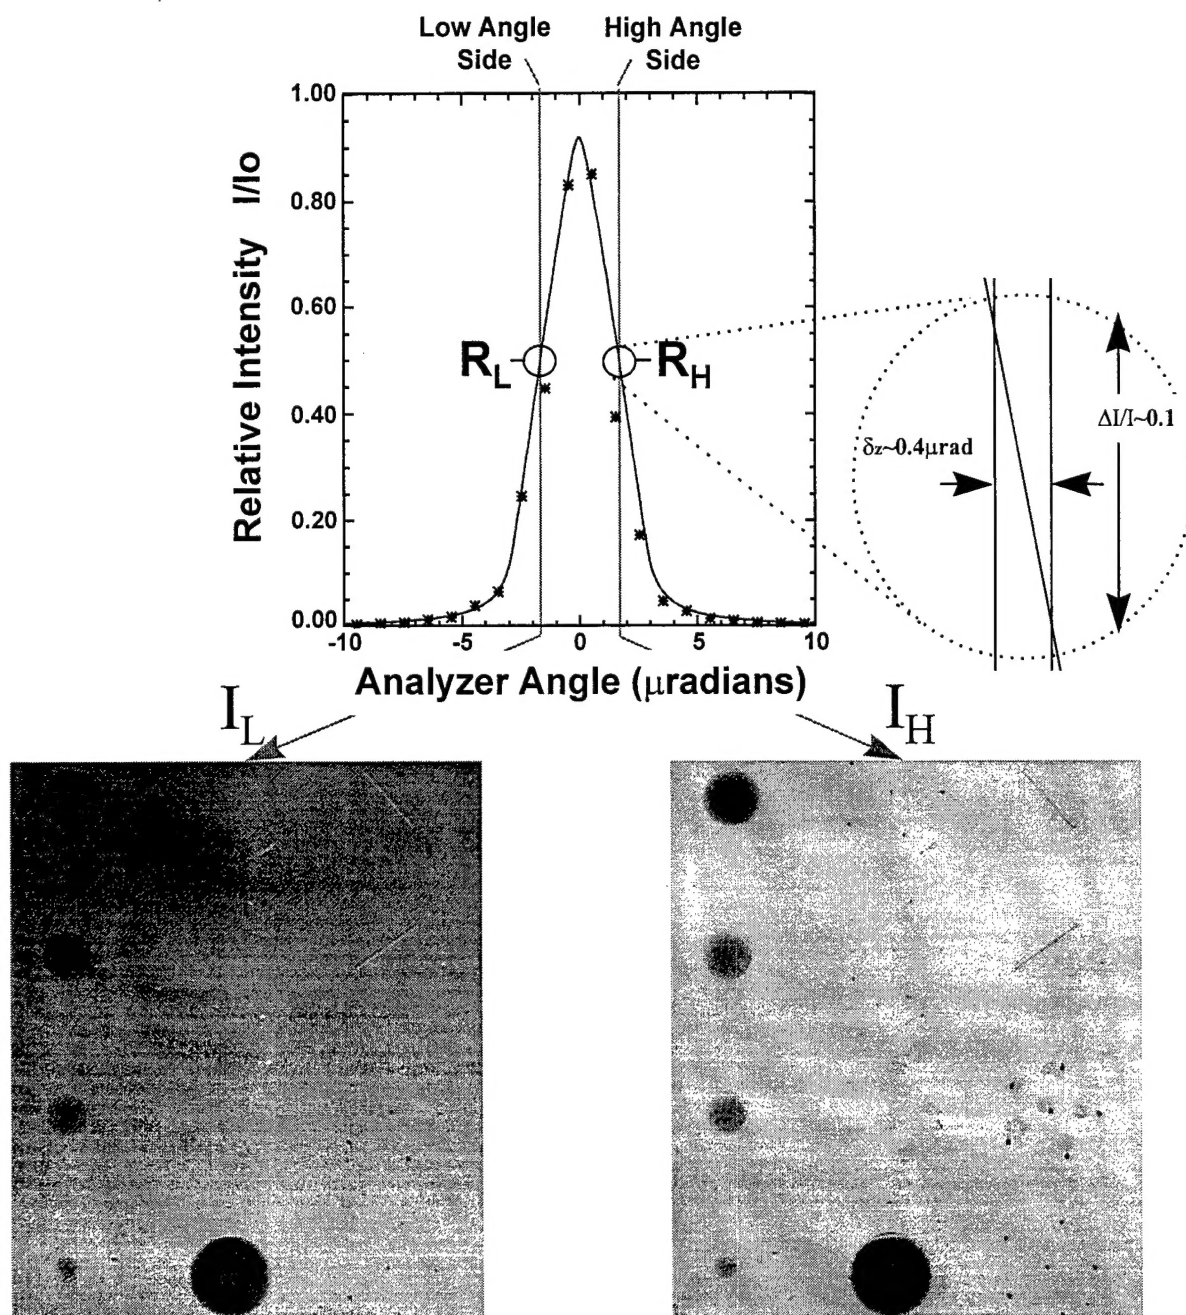 Low Angle
Side
High Angle
Side
1.00
0.80
0.60
0.40
0.20
0.00
Relative Intensity I/Io
R_L
R_H
δz~0.4μrad
ΔI/I~0.1
-10
-5
0
5
10
Analyzer Angle (μradians)
I_L
I_H